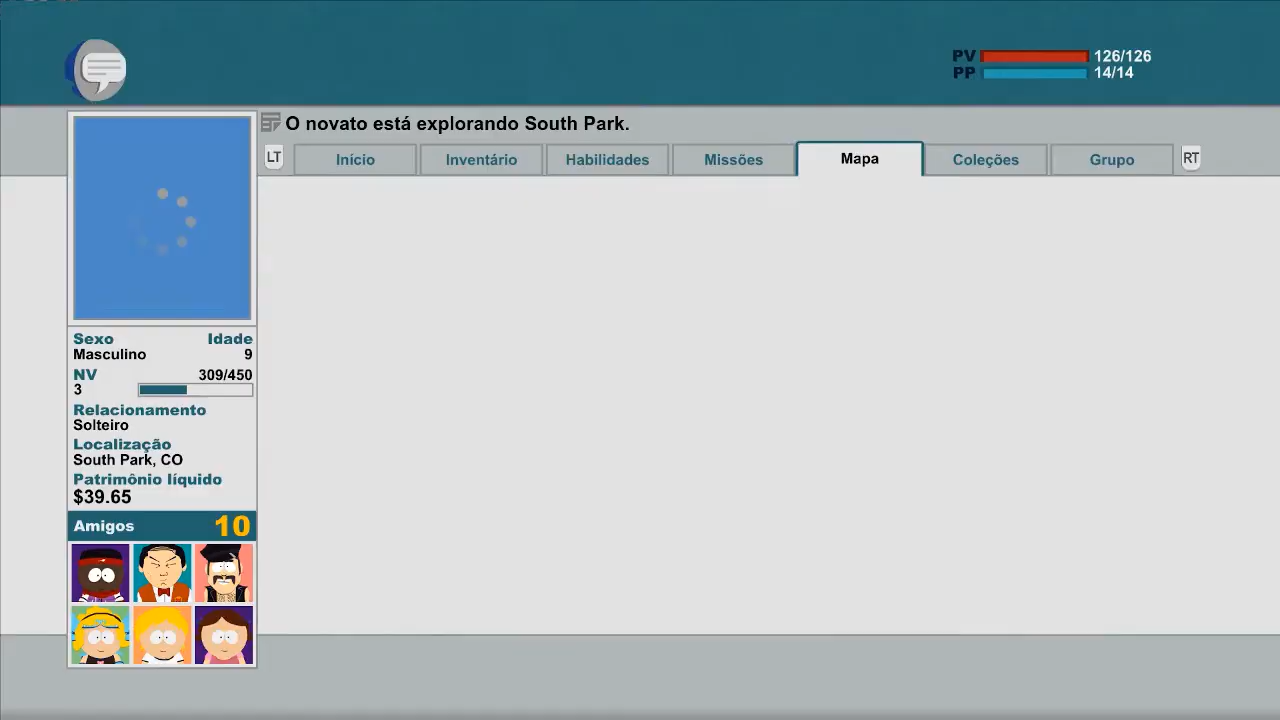 PV 126/126
PP 14/14
O novato está explorando South Park.
LT Início Inventário Habilidades Missões Mapa Coleções Grupo RT
Sexo Idade
Masculino 9
NV 309/450
3
Relacionamento
Solteiro
Localização
South Park, CO
Patrimônio líquido
$39.65
Amigos 10